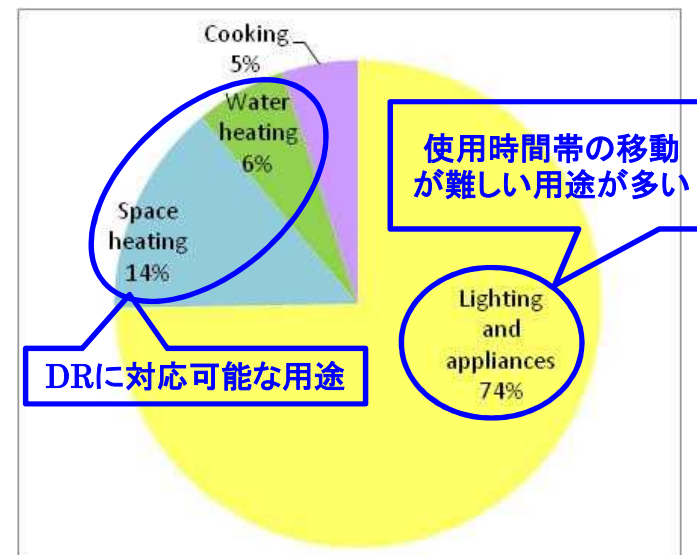 Cooking
5%
Water
heating
6%
Space
heating
14%
使用時間帯の移動
が難しい用途が多い
Lighting
and
appliances
74%
DRに対応可能な用途